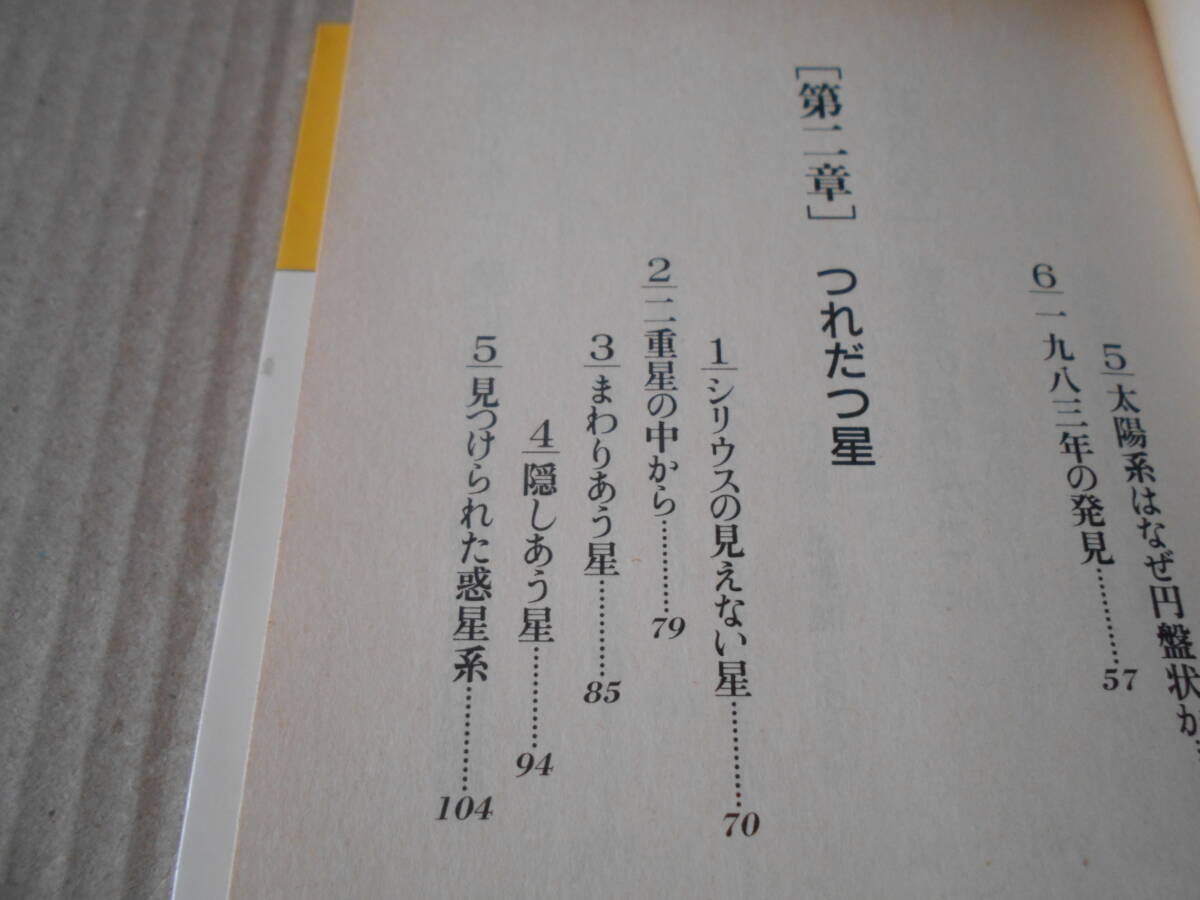 5 太陽系はなぜ円盤状か
6 一九八三年の発見…………57
［第二章］ つれだつ星
1 シリウスの見えない星…………70
2 二重星の中から…………79
3 まわりあう星…………85
4 隠しあう星…………94
5 見つけられた惑星系…………104